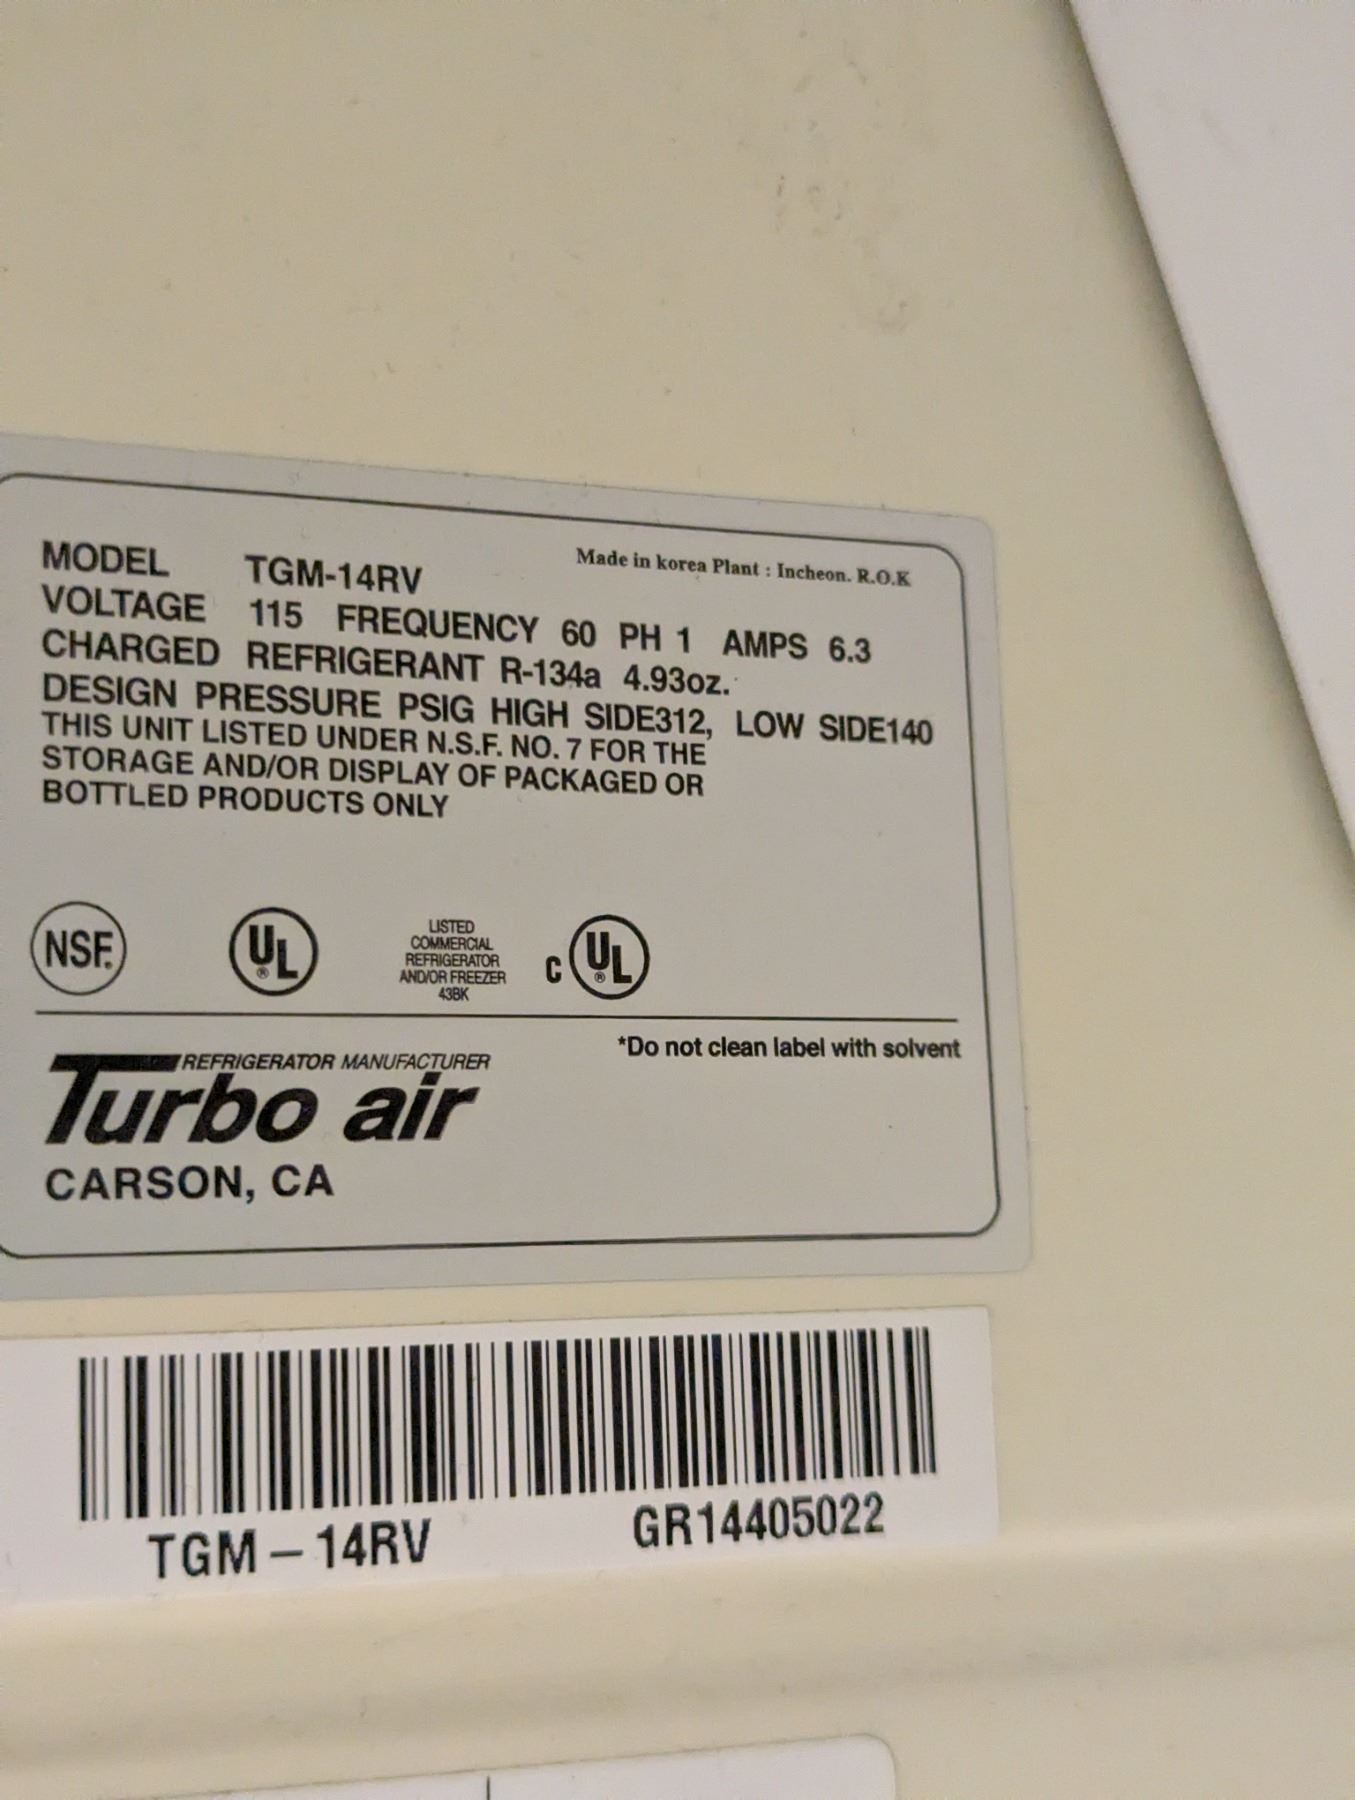 MODEL TGM-14RV Made in korea Plant : Incheon. R.O.K
VOLTAGE 115 FREQUENCY 60 PH 1 AMPS 6.3
CHARGED REFRIGERANT R-134a 4.93oz.
DESIGN PRESSURE PSIG HIGH SIDE312, LOW SIDE140
THIS UNIT LISTED UNDER N.S.F. NO. 7 FOR THE
STORAGE AND/OR DISPLAY OF PACKAGED OR
BOTTLED PRODUCTS ONLY
NSF.
UL®
LISTED
COMMERCIAL
REFRIGERATOR
AND/OR FREEZER
43BK
C UL®
*Do not clean label with solvent
REFRIGERATOR MANUFACTURER
Turbo air
CARSON, CA
TGM-14RV GR14405022